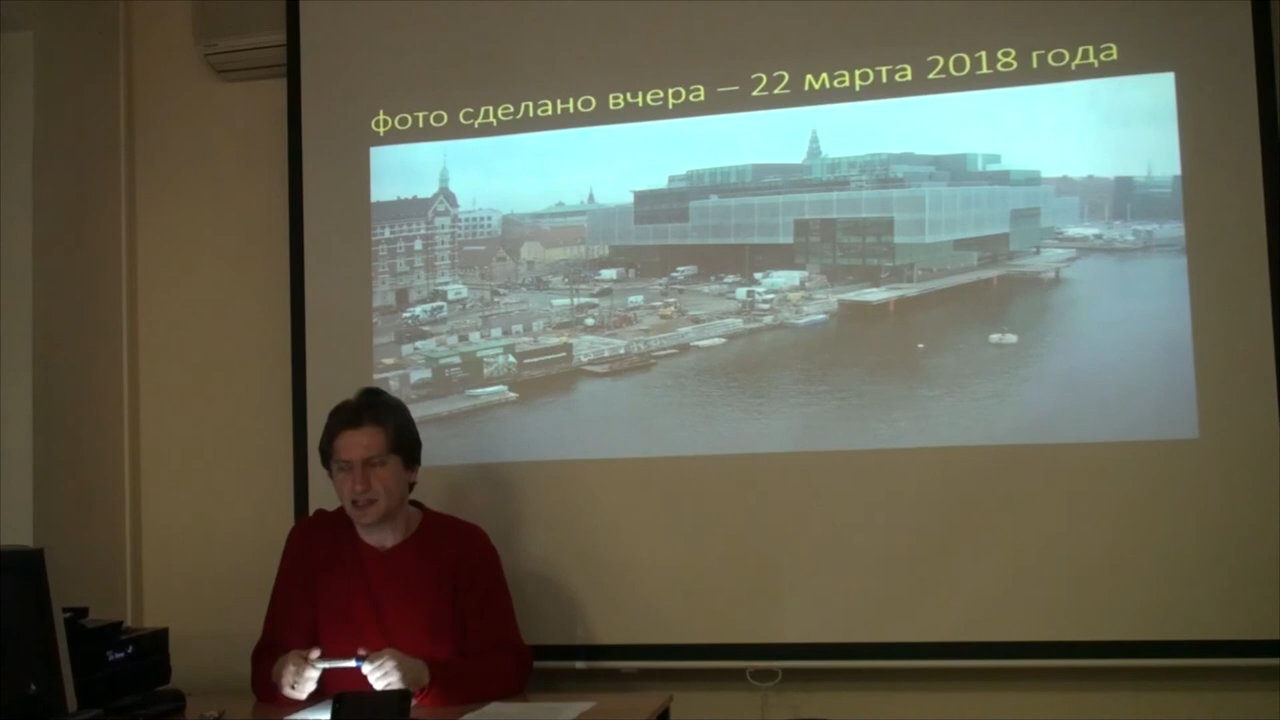 фото сделано вчера – 22 марта 2018 года